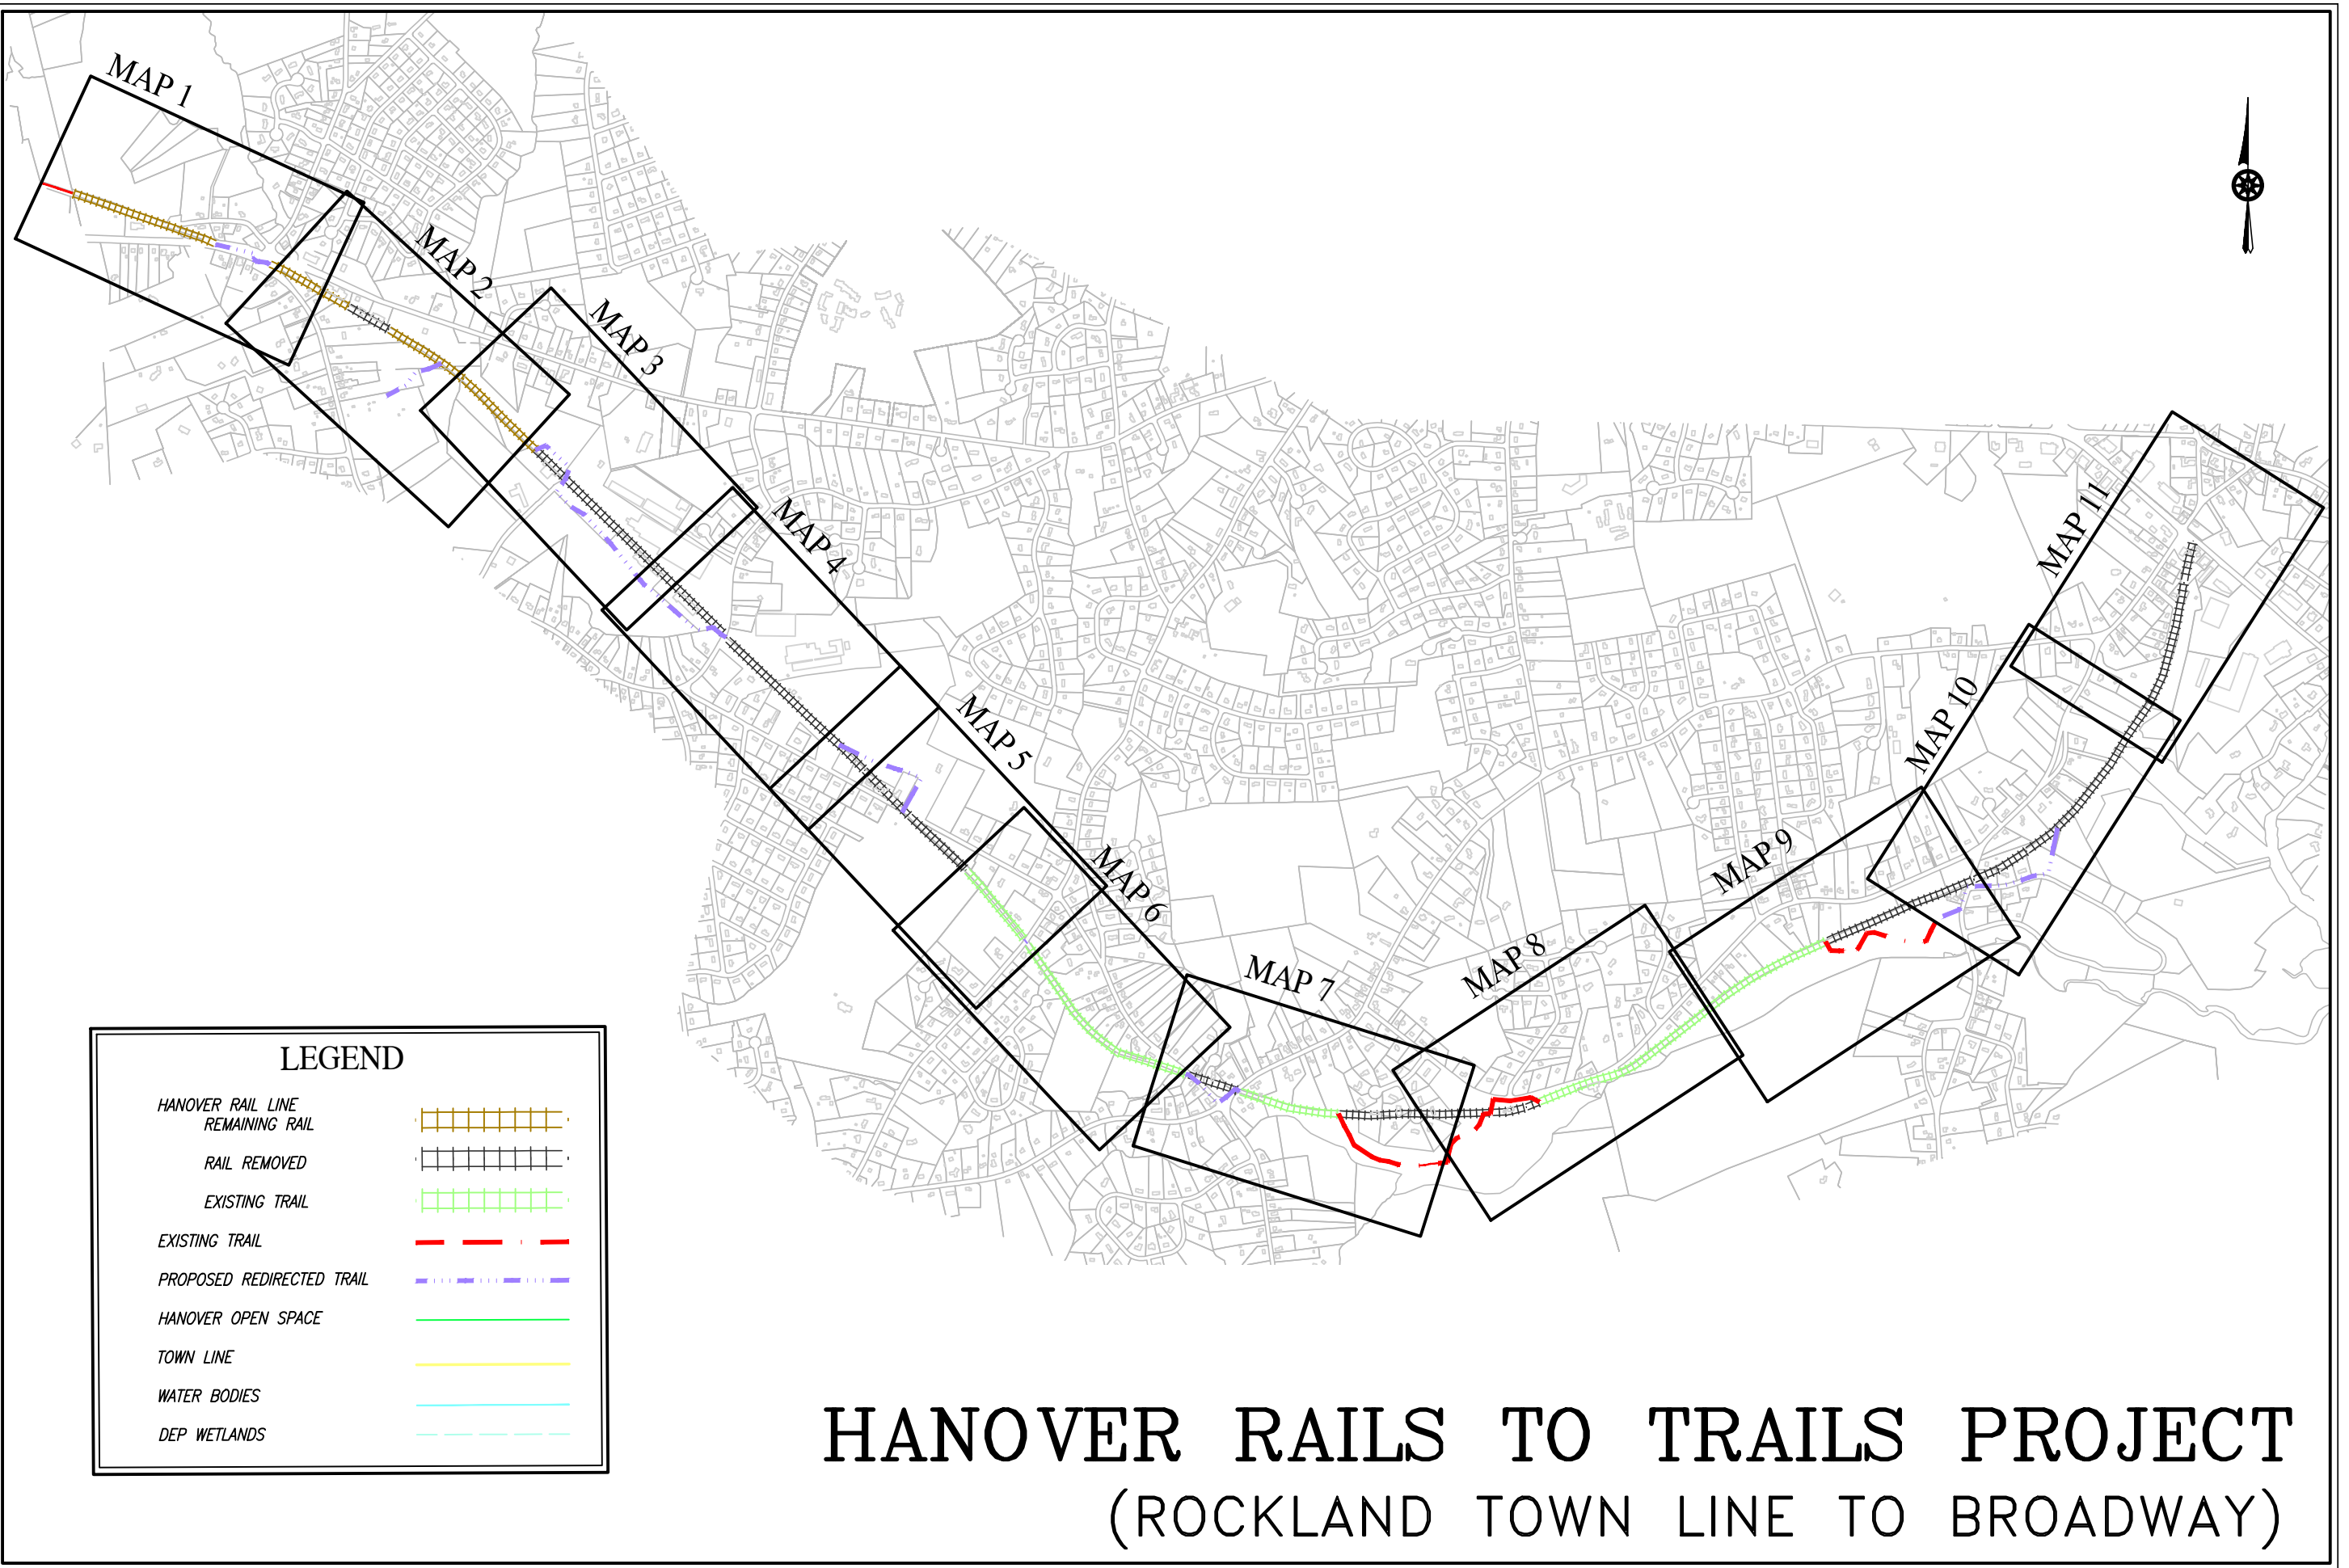 MAP 1
MAP 2
MAP 3
MAP 4
MAP 5
MAP 6
MAP 7
MAP 8
MAP 9
MAP 10
MAP 11
LEGEND
HANOVER RAIL LINE
REMAINING RAIL
RAIL REMOVED
EXISTING TRAIL
EXISTING TRAIL
PROPOSED REDIRECTED TRAIL
HANOVER OPEN SPACE
TOWN LINE
WATER BODIES
DEP WETLANDS
HANOVER RAILS TO TRAILS PROJECT
(ROCKLAND TOWN LINE TO BROADWAY)